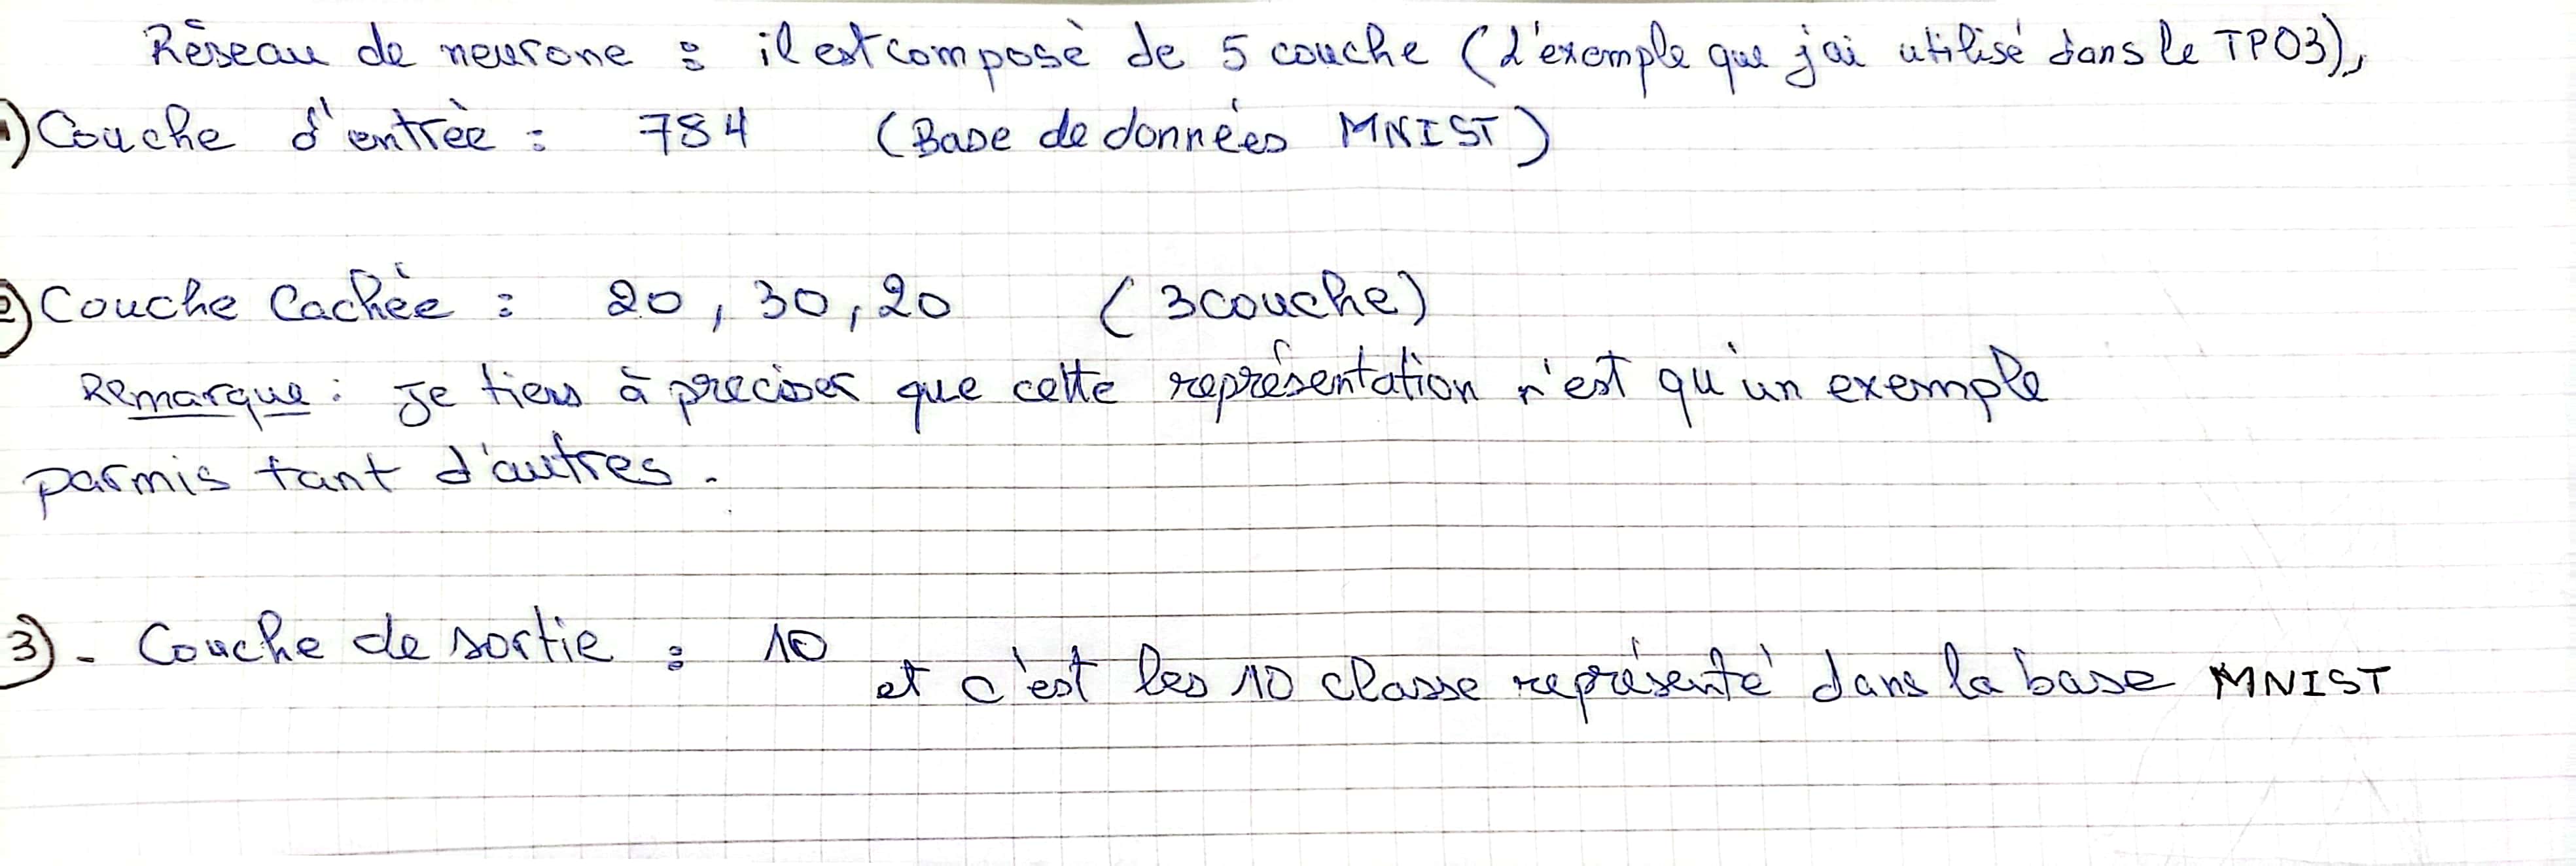 Réseau de neurone : il est composè de 5 couche (L'exemple que j'ai utilisé dans le TP03),
1) Couche d'entrèe : 784 (Base de données MNIST)
2) Couche Cachèe : 20, 30, 20 (3 couche)
Remarque : Je tiens à preciser que cette représentation n'est qu'un exemple
parmis tant d'autres.
3) - Couche de sortie : 10 et c'est les 10 classe représenté dans la base MNIST